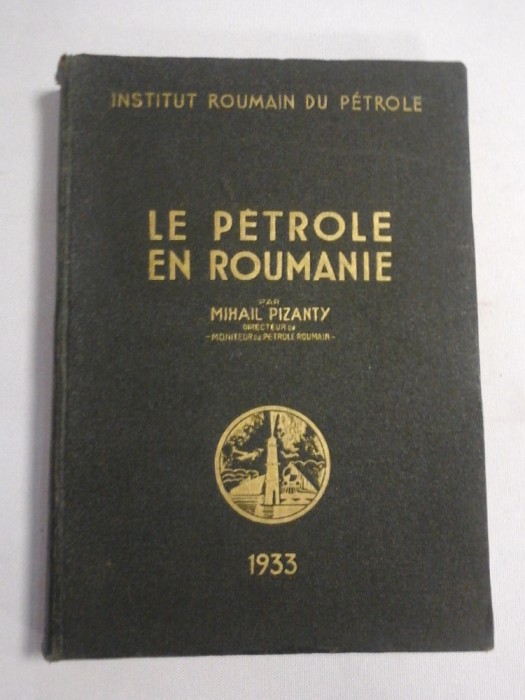 INSTITUT ROUMAIN DU PÉTROLE
LE PÉTROLE
EN ROUMANIE
PAR
MIHAIL PIZANTY
DIRECTEUR DU
-MONITEUR DU PÉTROLE ROUMAIN-
1933